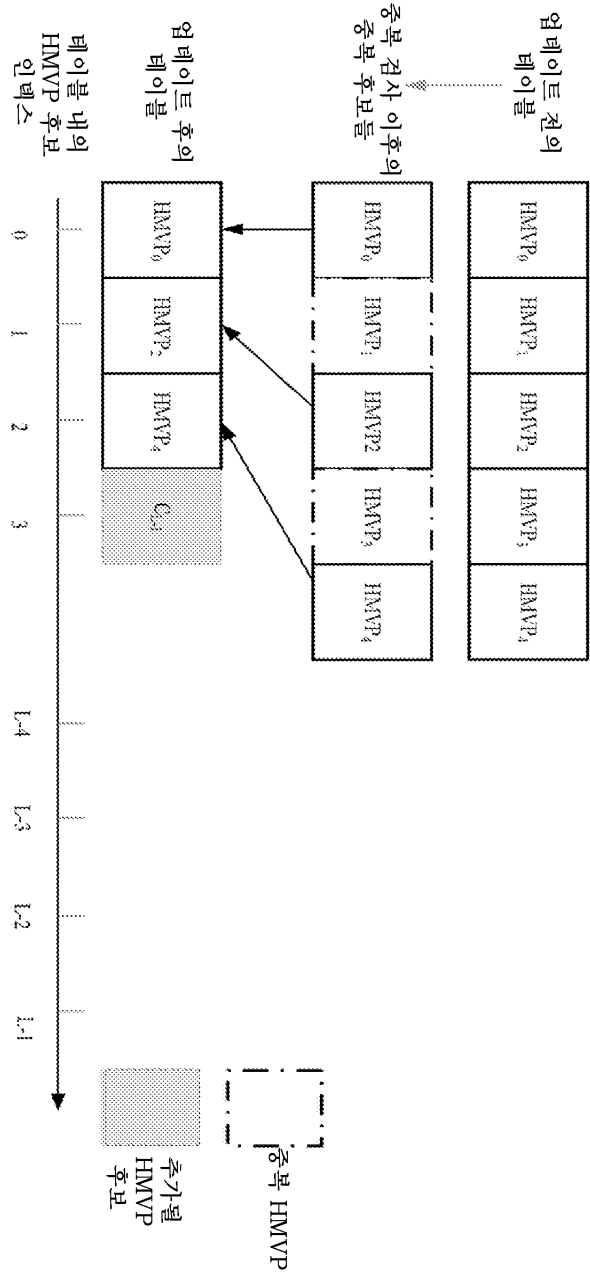 업데이트 전의
테이블
HMVP₀
HMVP₁
HMVP₂
HMVP₃
HMVP₄
중복 검사 이후의
중복 후보들
HMVP₀
HMVP₁
HMVP2
HMVP₃
HMVP₄
중복 HMVP
업데이트 후의
테이블
HMVP₀
HMVP₂
HMVP₄
C_L-1
추가될
HMVP
후보
테이블 내의
HMVP 후보
인덱스
0
1
2
3
L-4
L-3
L-2
L-1